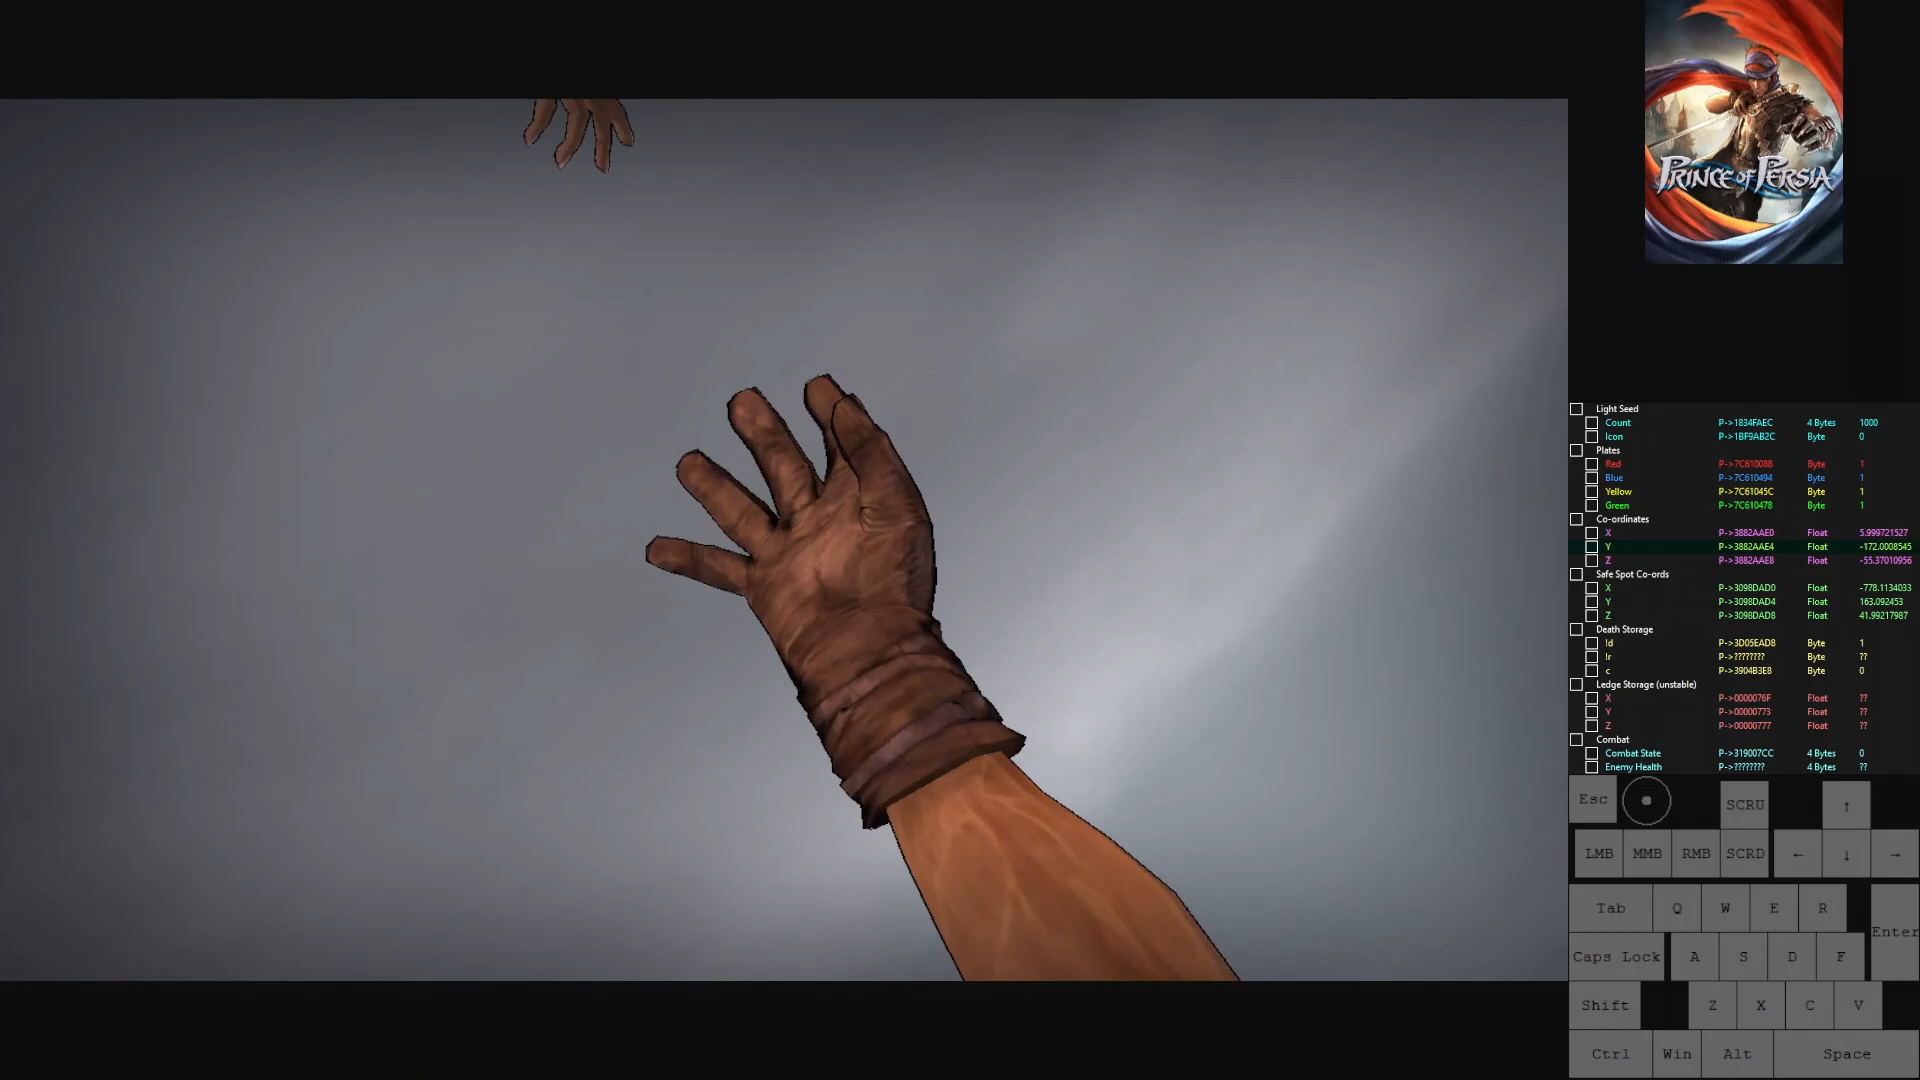 PRINCE OF PERSIA
Light Seed
Count P->1834FAEC 4 Bytes 1000
Icon P->1BF9AB2C Byte 0
Plates
Red P->7C610088 Byte 1
Blue P->7C610494 Byte 1
Yellow P->7C61045C Byte 1
Green P->7C610478 Byte 1
Co-ordinates
X P->3882AAE0 Float 5.999721527
Y P->3882AAE4 Float -172.0008545
Z P->3882AAE8 Float -55.37010956
Safe Spot Co-ords
X P->3098DAD0 Float -778.1134033
Y P->3098DAD4 Float 163.092453
Z P->3098DAD8 Float 41.99217987
Death Storage
!d P->3D05EAD8 Byte 1
!r P->???????? Byte ??
c P->3904B3E8 Byte 0
Ledge Storage (unstable)
X P->0000076F Float ??
Y P->00000773 Float ??
Z P->00000777 Float ??
Combat
Combat State P->319007CC 4 Bytes 0
Enemy Health P->???????? 4 Bytes ??
Esc SCRU ↑
LMB MMB RMB SCRD ← ↓ →
Tab Q W E R
Enter
Caps Lock A S D F
Shift Z X C V
Ctrl Win Alt Space